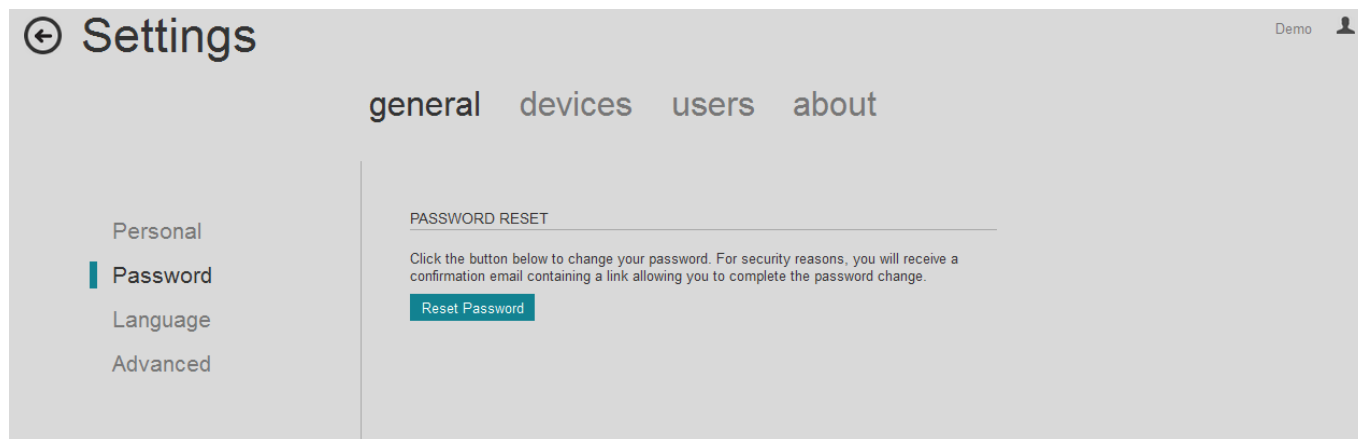 Settings
Demo
general devices users about
Personal
Password
Language
Advanced
PASSWORD RESET
Click the button below to change your password. For security reasons, you will receive a
confirmation email containing a link allowing you to complete the password change.
Reset Password